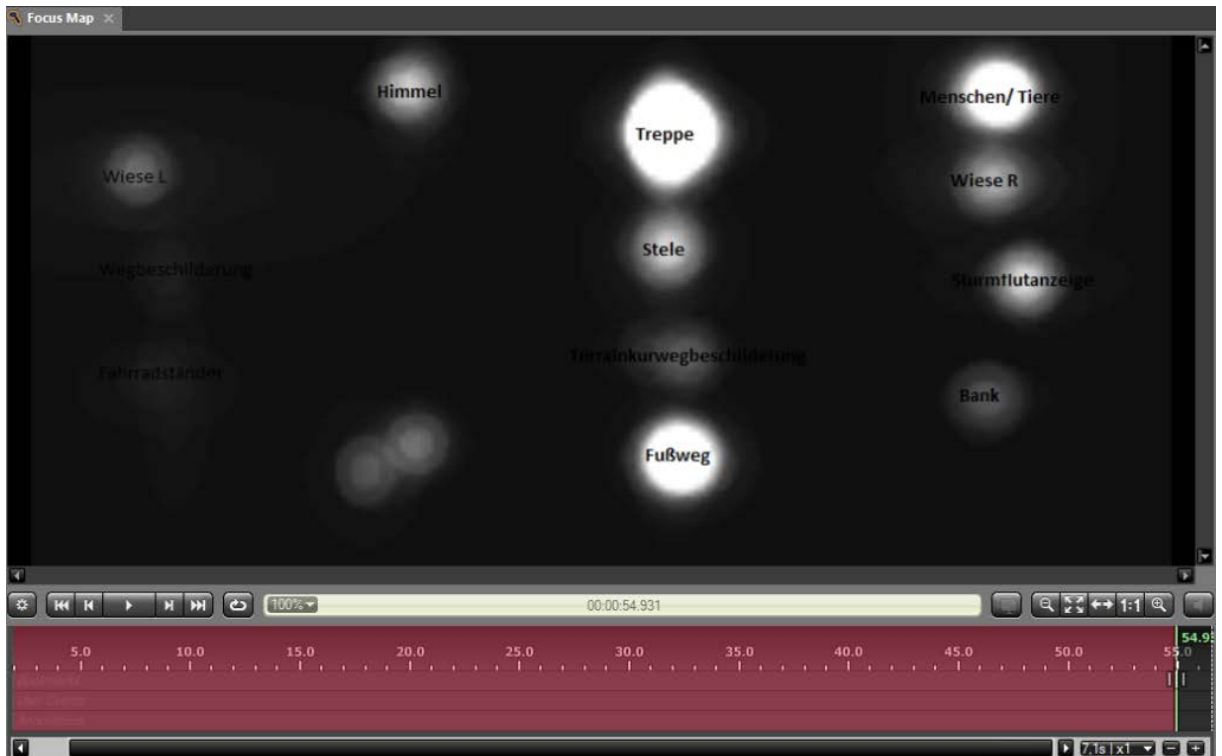 Focus Map
Himmel
Treppe
Menschen/ Tiere
Wiese L
Wiese R
Stele
Wegbeschilderung
Sturmflutanzeige
Terrainkurwegbeschilderung
Fahrradständer
Bank
Fußweg
100%
00:00:54.931
1:1
54.9
5.0 10.0 15.0 20.0 25.0 30.0 35.0 40.0 45.0 50.0 55.0
7,1s | x1